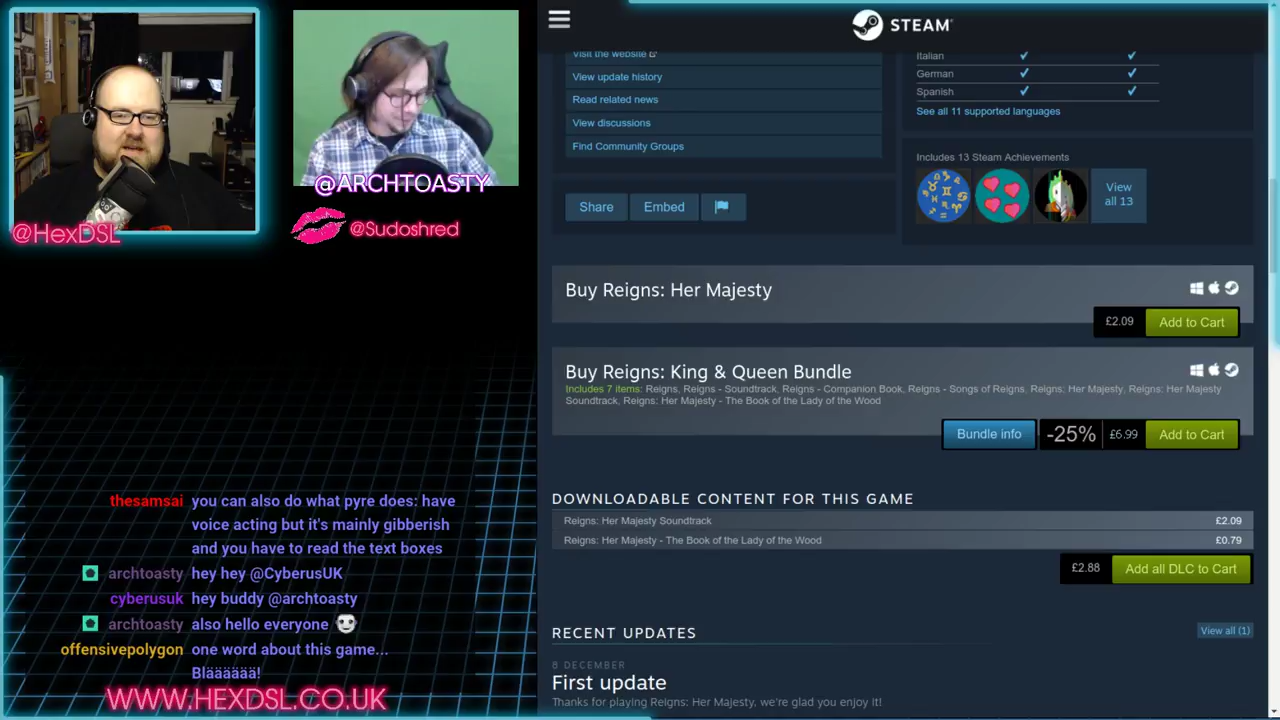 @HexDSL
@ARCHTOASTY
@Sudoshred
thesamsai you can also do what pyre does: have
voice acting but it's mainly gibberish
and you have to read the text boxes
archtoasty hey hey @CyberusUK
cyberusuk hey buddy @archtoasty
archtoasty also hello everyone
offensivepolygon one word about this game...
Blääääää!
WWW.HEXDSL.CO.UK
STEAM
Visit the website
View update history
Read related news
View discussions
Find Community Groups
Share Embed
Italian
German
Spanish
See all 11 supported languages
Includes 13 Steam Achievements
View
all 13
Buy Reigns: Her Majesty
£2.09 Add to Cart
Buy Reigns: King & Queen Bundle
Includes 7 items: Reigns, Reigns - Soundtrack, Reigns - Companion Book, Reigns - Songs of Reigns, Reigns: Her Majesty, Reigns: Her Majesty
Soundtrack, Reigns: Her Majesty - The Book of the Lady of the Wood
Bundle info -25% £6.99 Add to Cart
DOWNLOADABLE CONTENT FOR THIS GAME
Reigns: Her Majesty Soundtrack £2.09
Reigns: Her Majesty - The Book of the Lady of the Wood £0.79
£2.88 Add all DLC to Cart
RECENT UPDATES View all (1)
8 DECEMBER
First update
Thanks for playing Reigns: Her Majesty, we're glad you enjoy it!